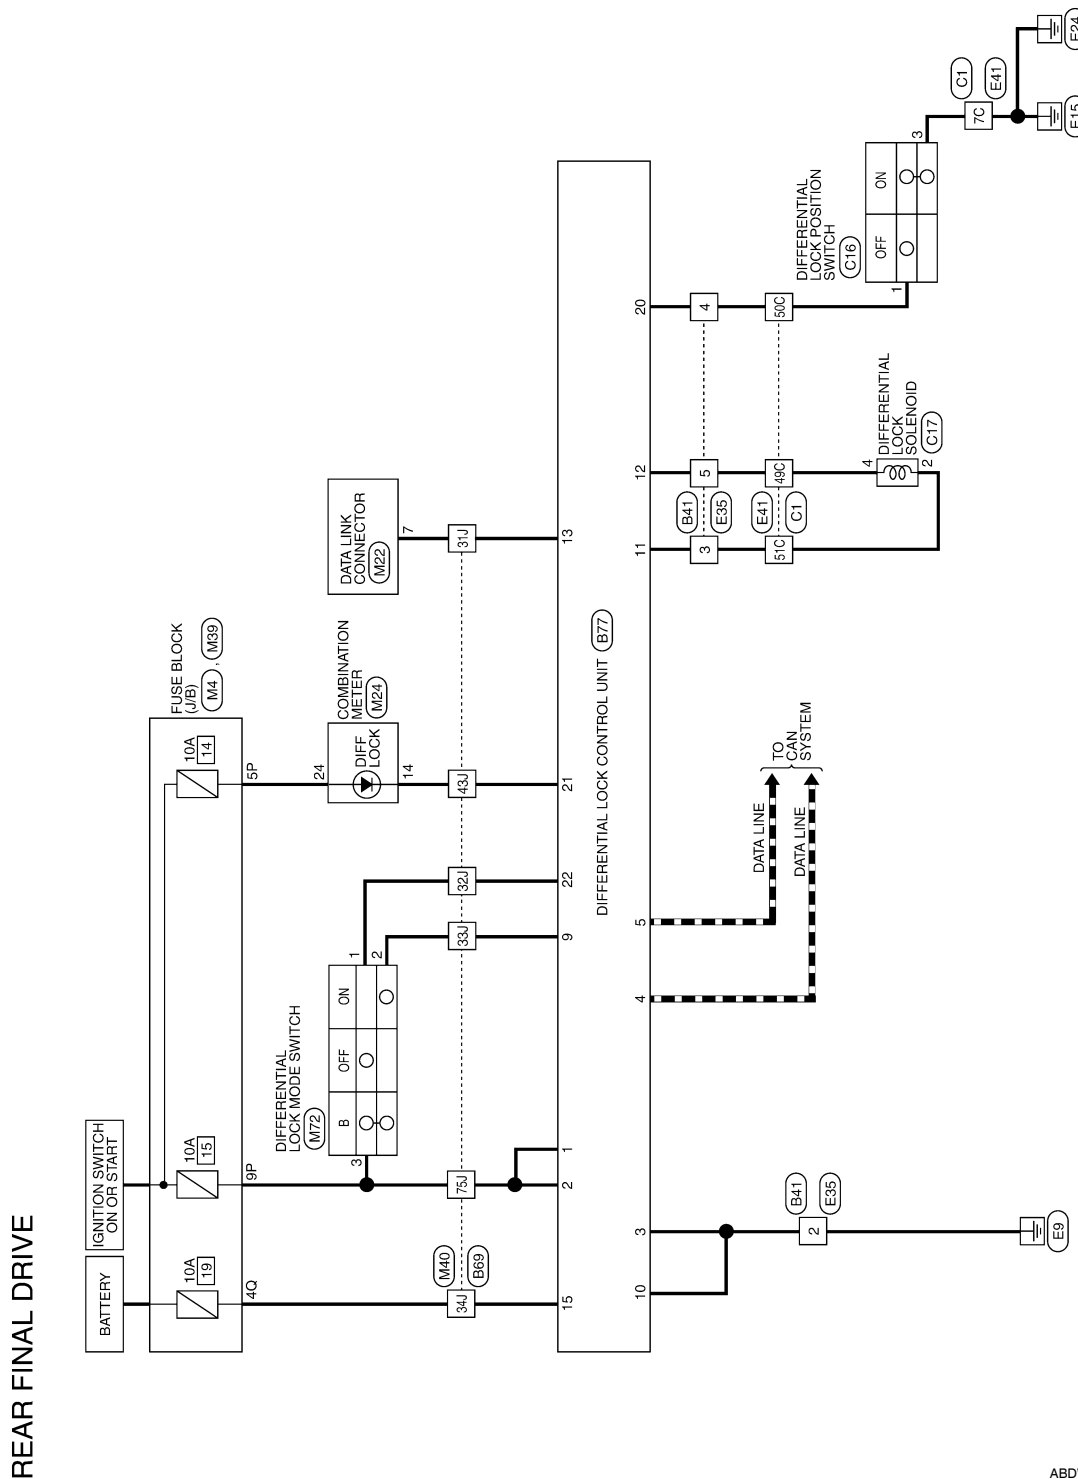 REAR FINAL DRIVE
BATTERY
IGNITION SWITCH
ON OR START
FUSE BLOCK
(J/B)
M4 , M39
10A
19
10A
15
10A
14
4Q
9P
5P
DIFFERENTIAL
LOCK MODE SWITCH
M72
B
OFF
ON
3
1
2
COMBINATION
METER
M24
24
DIFF
LOCK
14
DATA LINK
CONNECTOR
M22
7
M40
B69
34J
75J
33J
32J
43J
31J
15
2
1
9
22
21
13
DIFFERENTIAL LOCK CONTROL UNIT
B77
10
3
4
5
11
12
20
B41
E35
2
E9
DATA LINE
DATA LINE
TO
CAN
SYSTEM
3
B41
E35
5
4
51C
E41
C1
49C
50C
4
2
DIFFERENTIAL
LOCK
SOLENOID
C17
DIFFERENTIAL
LOCK POSITION
SWITCH
C16
OFF
ON
1
3
7C
C1
E41
E15
E24